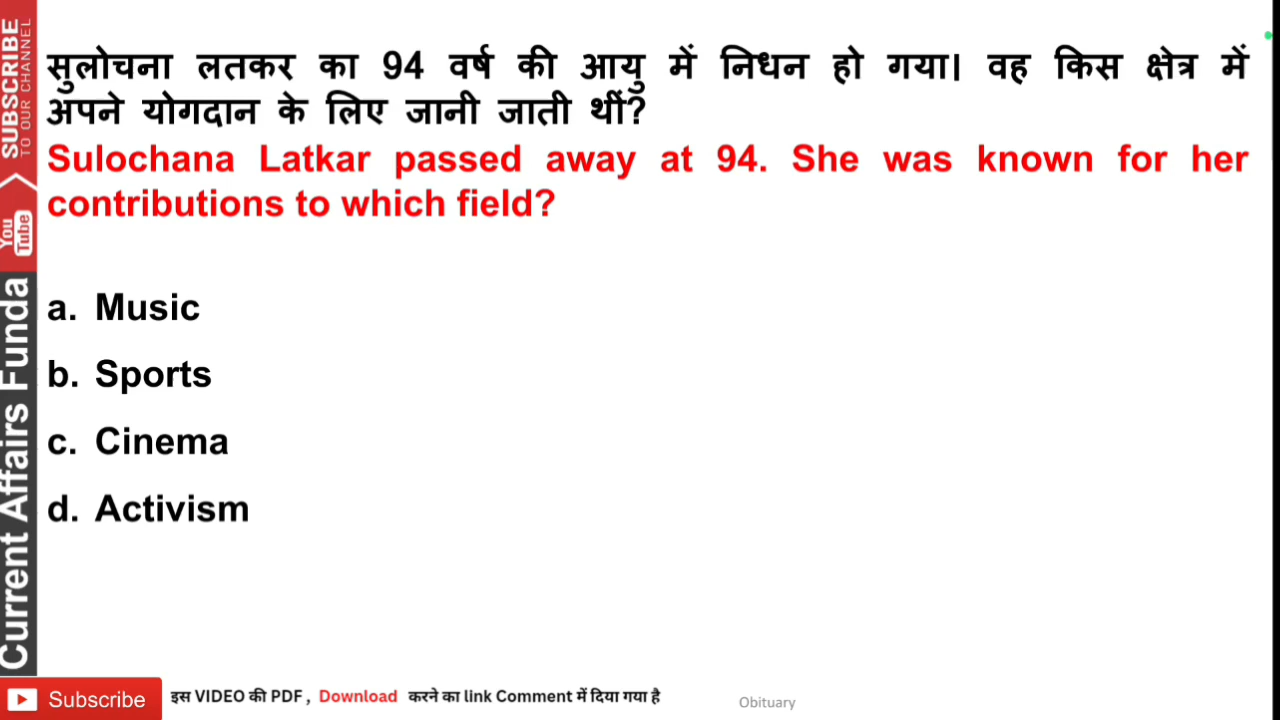 सुलोचना लतकर का 94 वर्ष की आयु में निधन हो गया। वह किस क्षेत्र में
अपने योगदान के लिए जानी जाती थीं?
Sulochana Latkar passed away at 94. She was known for her
contributions to which field?
a. Music
b. Sports
c. Cinema
d. Activism
SUBSCRIBE
TO OUR CHANNEL
You
Tube
Current Affairs Funda
Subscribe
इस VIDEO की PDF , Download करने का link Comment में दिया गया है
Obituary